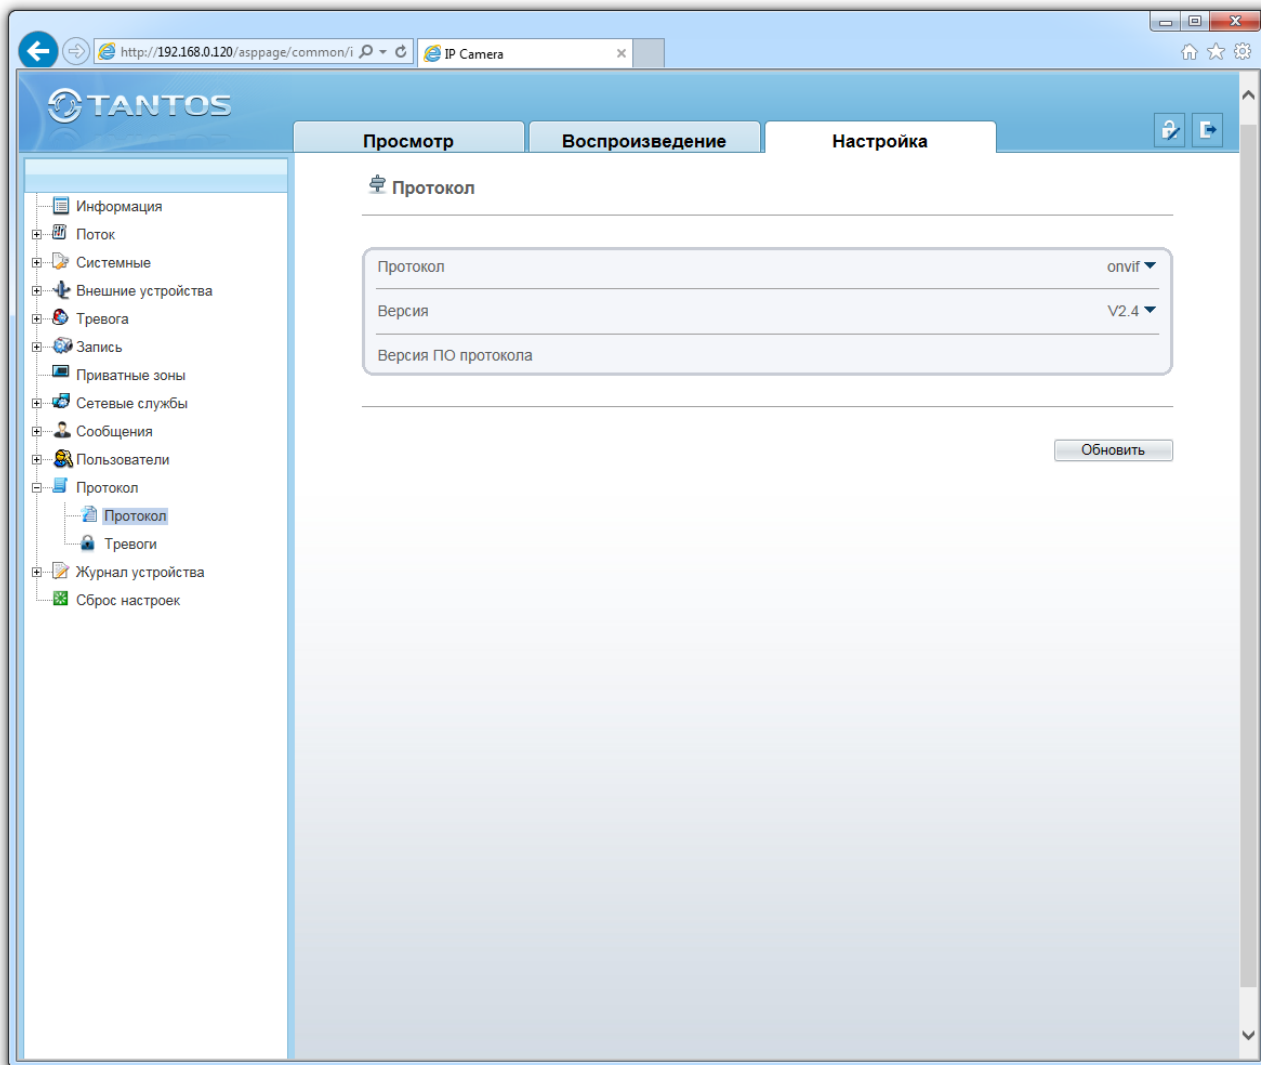 http://192.168.0.120/asppage/common/i
IP Camera
TANTOS
Просмотр
Воспроизведение
Настройка
Информация
Поток
Системные
Внешние устройства
Тревога
Запись
Приватные зоны
Сетевые службы
Сообщения
Пользователи
Протокол
Протокол
Тревоги
Журнал устройства
Сброс настроек
Протокол
Протокол onvif
Версия V2.4
Версия ПО протокола
Обновить